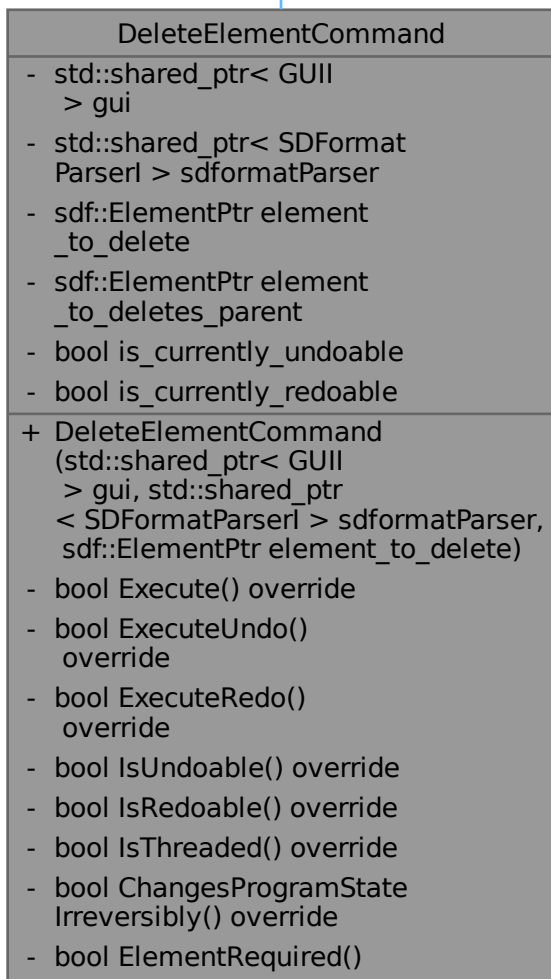 DeleteElementCommand
- std::shared_ptr< GUII
> gui
- std::shared_ptr< SDFormat
ParserI > sdformatParser
- sdf::ElementPtr element
_to_delete
- sdf::ElementPtr element
_to_deletes_parent
- bool is_currently_undoable
- bool is_currently_redoable
+ DeleteElementCommand
(std::shared_ptr< GUII
> gui, std::shared_ptr
< SDFormatParserI > sdformatParser,
sdf::ElementPtr element_to_delete)
- bool Execute() override
- bool ExecuteUndo()
override
- bool ExecuteRedo()
override
- bool IsUndoable() override
- bool IsRedoable() override
- bool IsThreaded() override
- bool ChangesProgramState
Irreversibly() override
- bool ElementRequired()